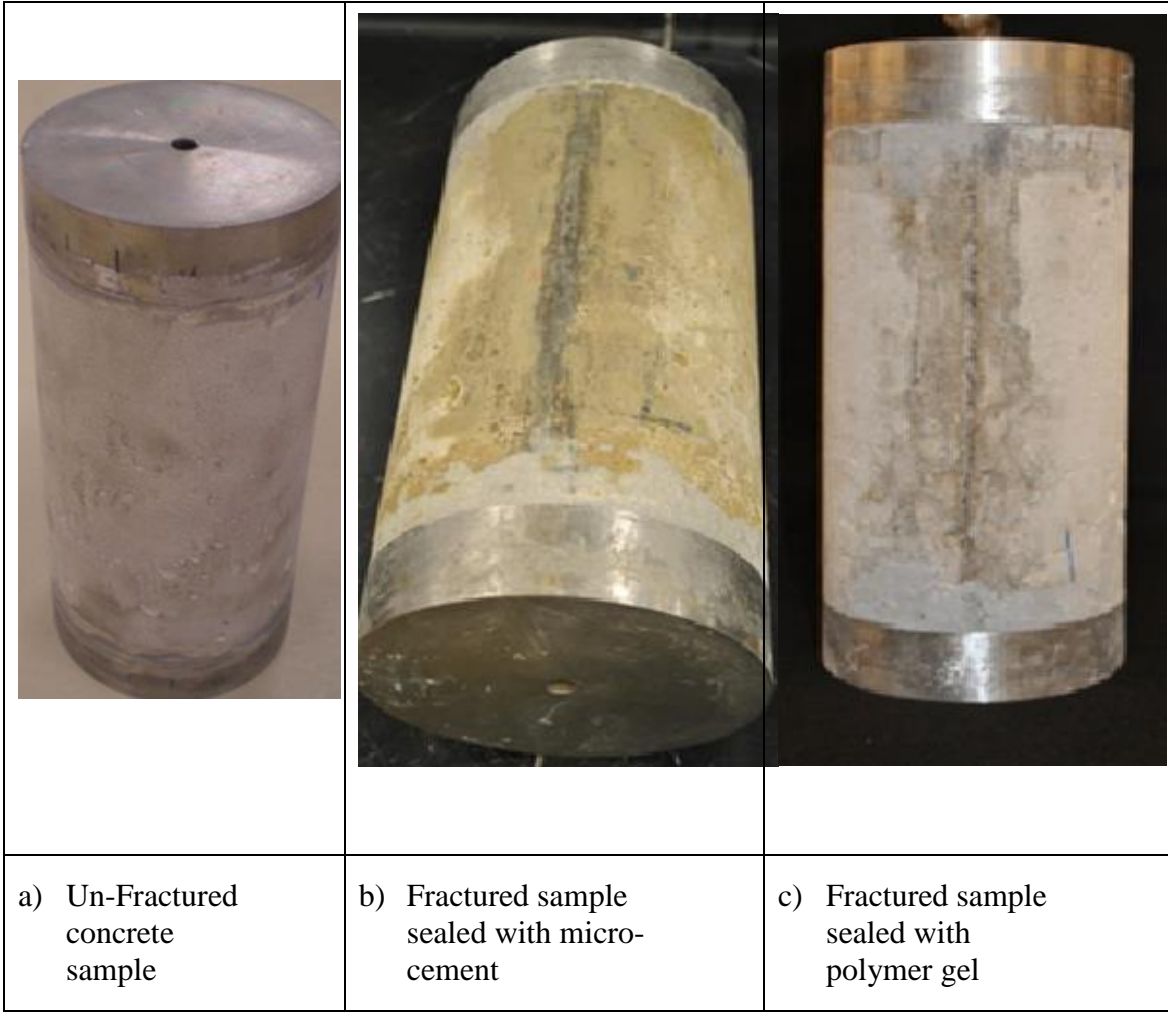 a) Un-Fractured
concrete
sample
b) Fractured sample
sealed with micro-
cement
c) Fractured sample
sealed with
polymer gel